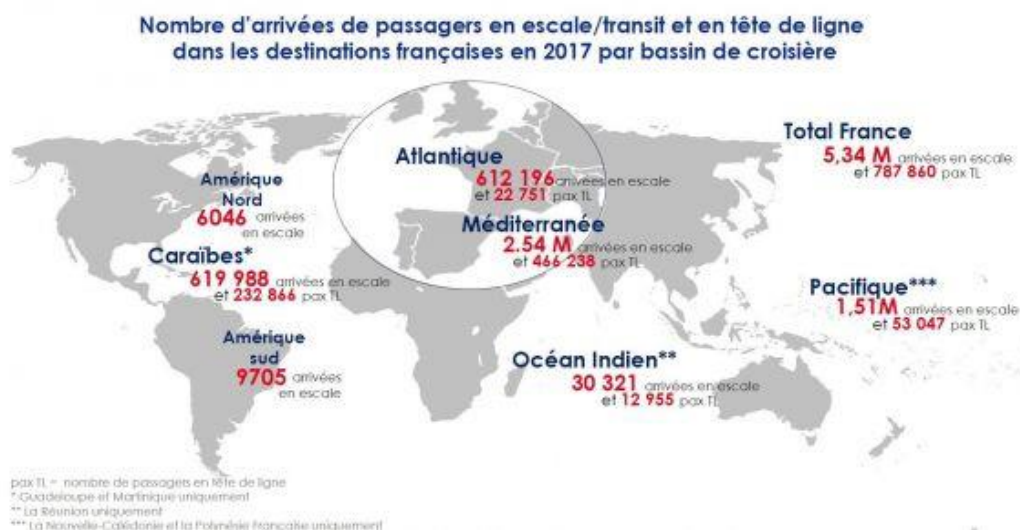 Nombre d'arrivées de passagers en escale/transit et en tête de ligne
dans les destinations françaises en 2017 par bassin de croisière
Total France
5,34 M arrivées en escale
et 787 860 pax TL
Atlantique
612 196 arrivées en escale
et 22 751 pax TL
Amérique
Nord
6046 arrivées
en escale
Méditerranée
2.54 M arrivées en escale
et 466 238 pax TL
Caraïbes*
619 988 arrivées en escale
et 232 866 pax TL
Pacifique***
1,51M arrivées en escale
et 53 047 pax TL
Amérique
sud
9705 arrivées
en escale
Océan Indien**
30 321 arrivées en escale
et 12 955 pax TL
pax TL = nombre de passagers en tête de ligne
* Guadeloupe et Martinique uniquement
** La Réunion uniquement
*** La Nouvelle-Calédonie et la Polynésie Française uniquement